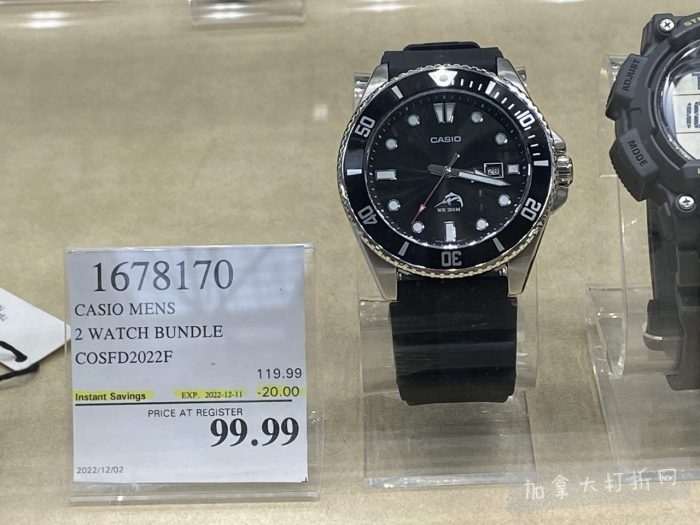 1678170
CASIO MENS
2 WATCH BUNDLE
COSFD2022F
119.99
Instant Savings EXP. 2022-12-11 -20.00
PRICE AT REGISTER
99.99
2022/12/02
CASIO
WR 200M
10
20
30
40
50
ADJUST
MODE
加拿大打折网